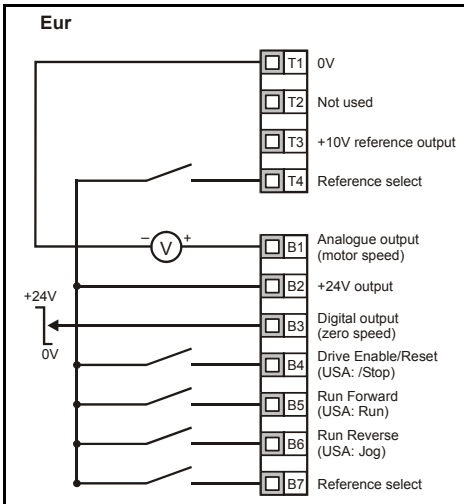 Eur
T1 0V
T2 Not used
T3 +10V reference output
T4 Reference select
– V +
B1 Analogue output
(motor speed)
B2 +24V output
+24V
B3 Digital output
(zero speed)
0V
B4 Drive Enable/Reset
(USA: /Stop)
B5 Run Forward
(USA: Run)
B6 Run Reverse
(USA: Jog)
B7 Reference select